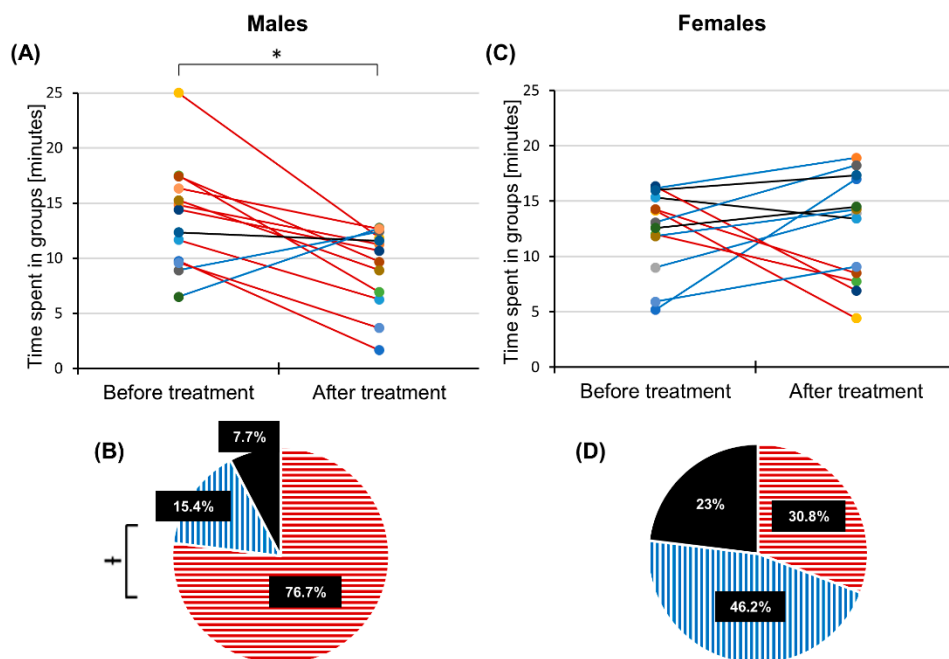 Males
Females
(A)
*
(C)
Time spent in groups [minutes]
25
20
15
10
5
0
Before treatment
After treatment
Time spent in groups [minutes]
25
20
15
10
5
0
Before treatment
After treatment
(B)
7.7%
15.4%
ⵐ
76.7%
(D)
23%
30.8%
46.2%